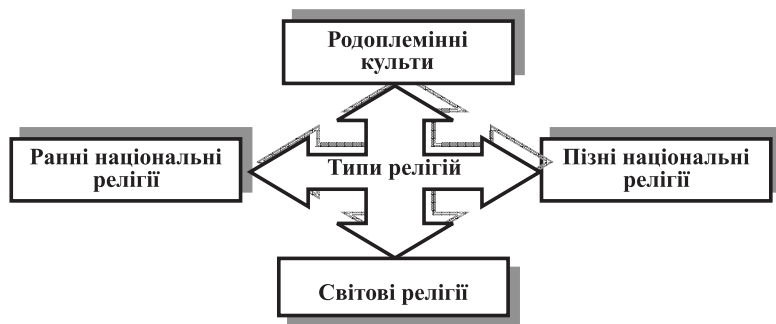 Родоплемінні
культи
Ранні національні
релігії
Типи релігій
Пізні національні
релігії
Світові релігії